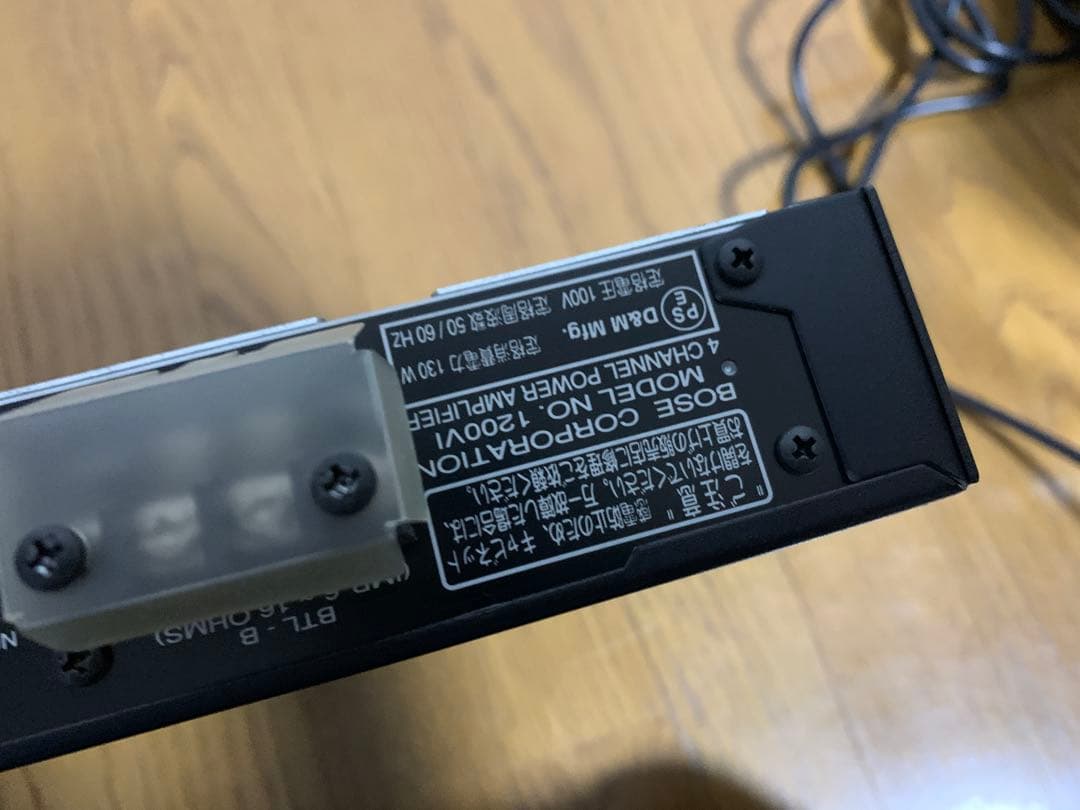 "ご注意"
感電防止のため、キャビネット
を開けないでください。万一故障した場合には、
お買上げの販売店に修理をご依頼ください。
BOSE CORPORATION
MODEL NO. 1200VI
4 CHANNEL POWER AMPLIFIER
PSE D&M Mfg. 定格消費電力 130 W
定格電圧 100V 定格周波数 50 / 60 HZ
BTL - B
16 OHMS)